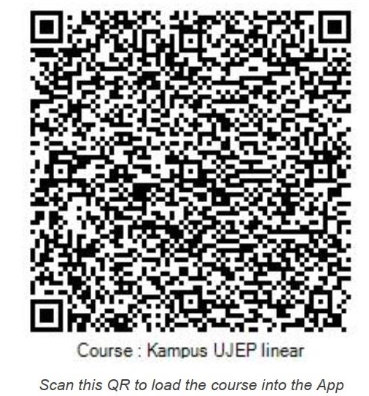 Course : Kampus UJEP linear
Scan this QR to load the course into the App